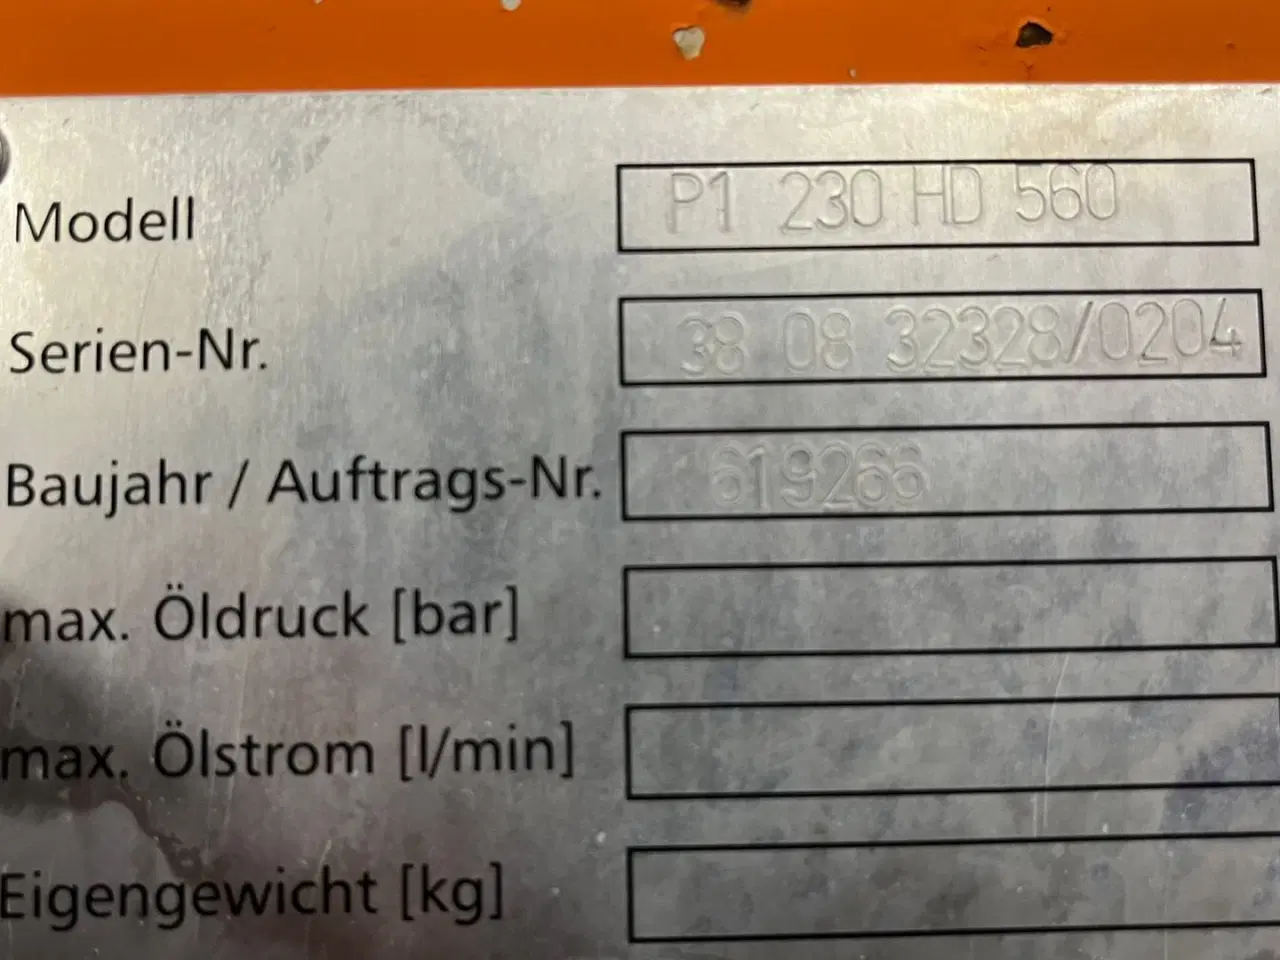 Modell P1 230 HD 560
Serien-Nr. 38 08 32328/0204
Baujahr / Auftrags-Nr. 619266
max. Öldruck [bar]
max. Ölstrom [l/min]
Eigengewicht [kg]